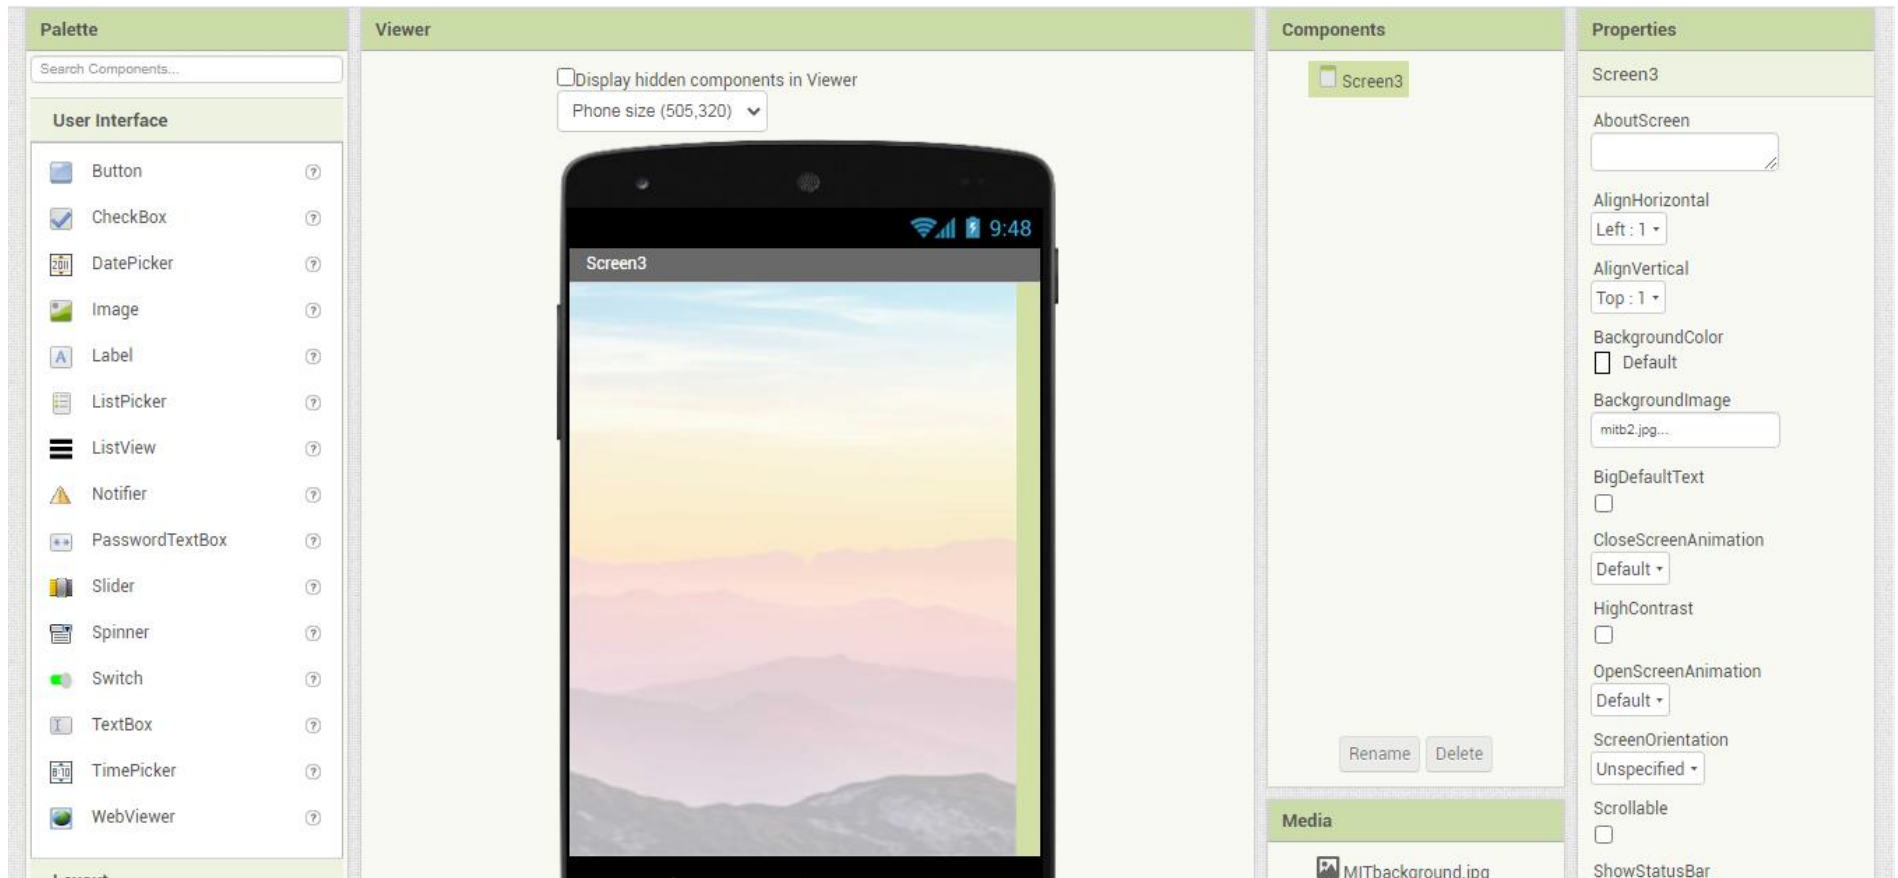 Palette
Search Components...
User Interface
Button
CheckBox
DatePicker
Image
Label
ListPicker
ListView
Notifier
PasswordTextBox
Slider
Spinner
Switch
TextBox
TimePicker
WebViewer
Viewer
Display hidden components in Viewer
Phone size (505,320)
9:48
Screen3
Components
Screen3
Rename Delete
Media
MITbackground.jpg
Properties
Screen3
AboutScreen
AlignHorizontal
Left : 1
AlignVertical
Top : 1
BackgroundColor
Default
BackgroundImage
mitb2.jpg...
BigDefaultText
CloseScreenAnimation
Default
HighContrast
OpenScreenAnimation
Default
ScreenOrientation
Unspecified
Scrollable
ShowStatusBar